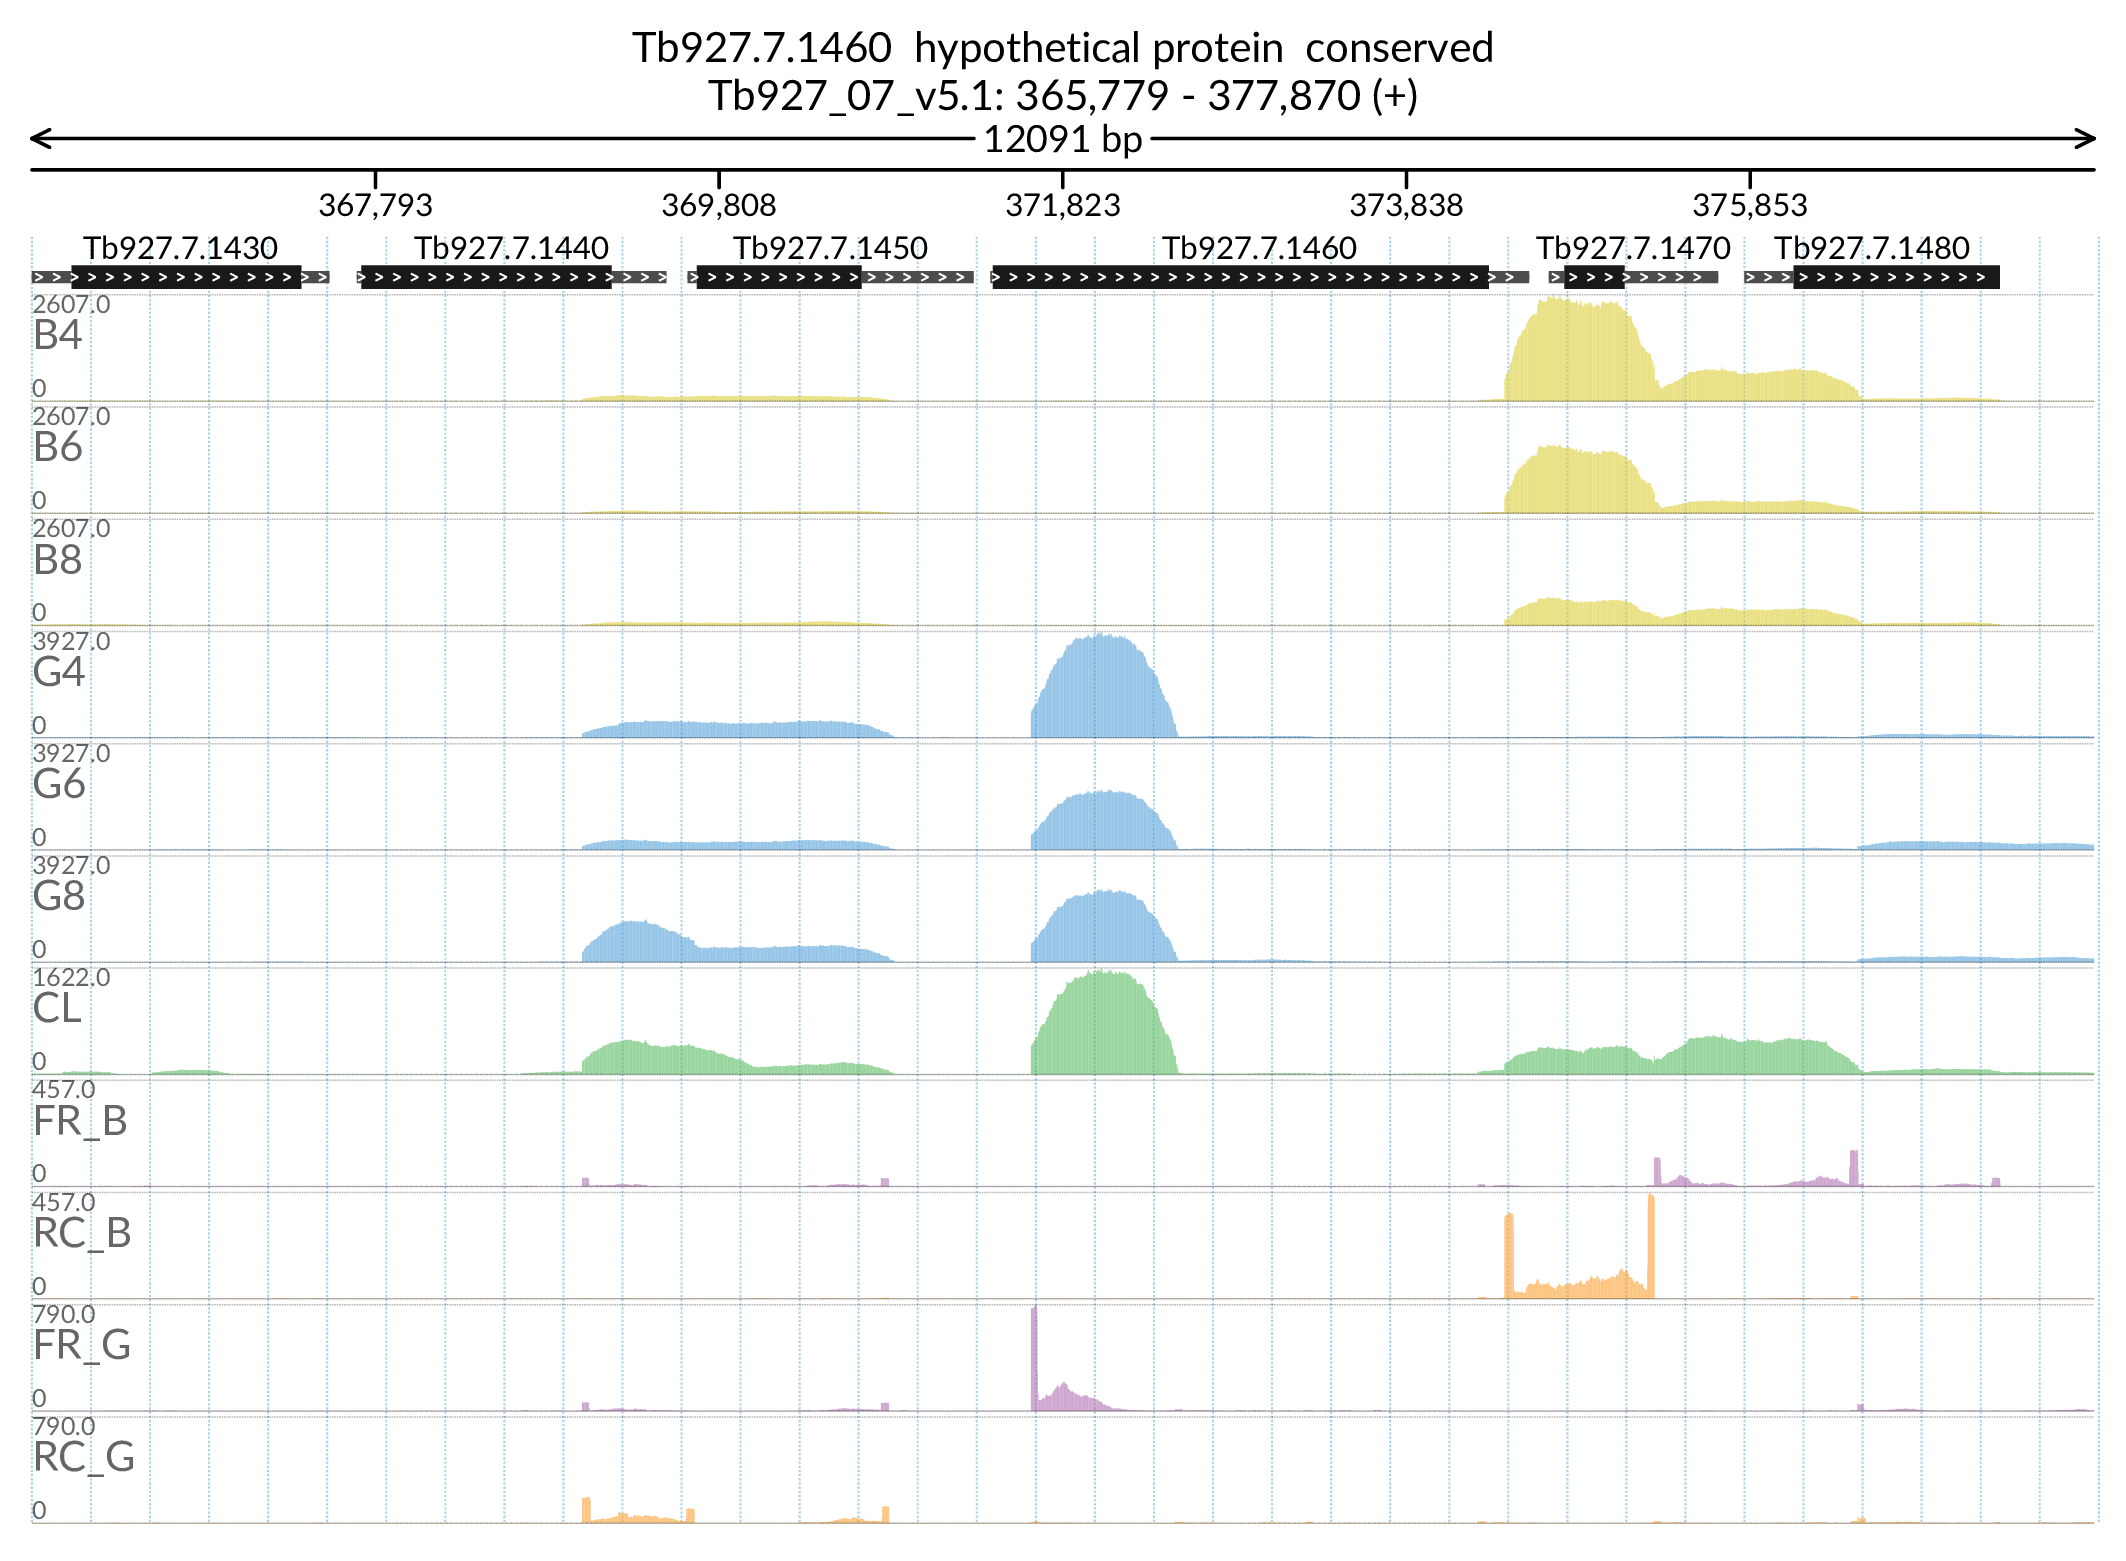 Tb927.7.1460  hypothetical protein  conserved
Tb927_07_v5.1: 365,779 - 377,870 (+)
12091 bp
367,793 369,808 371,823 373,838 375,853
Tb927.7.1430 Tb927.7.1440 Tb927.7.1450 Tb927.7.1460 Tb927.7.1470 Tb927.7.1480
2607.0
B4
0
2607.0
B6
0
2607.0
B8
0
3927.0
G4
0
3927.0
G6
0
3927.0
G8
0
1622.0
CL
0
457.0
FR_B
0
457.0
RC_B
0
790.0
FR_G
0
790.0
RC_G
0